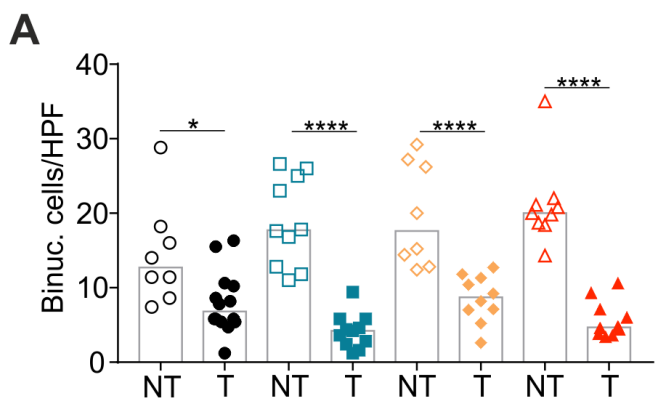 A
Binuc. cells/HPF
40
30
20
10
0
* **** **** ****
NT T NT T NT T NT T